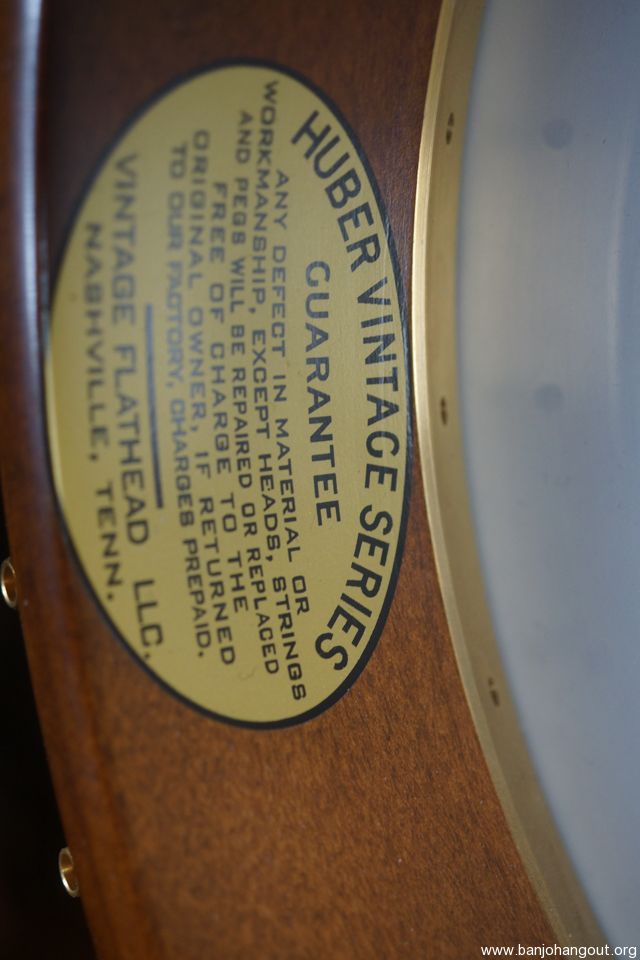 HUBER VINTAGE SERIES
GUARANTEE
ANY DEFECT IN MATERIAL OR
WORKMANSHIP, EXCEPT HEADS, STRINGS
AND PEGS WILL BE REPAIRED OR REPLACED
FREE OF CHARGE TO THE
ORIGINAL OWNER, IF RETURNED
TO OUR FACTORY, CHARGES PREPAID.
VINTAGE FLATHEAD LLC.
NASHVILLE, TENN.
www.banjohangout.org